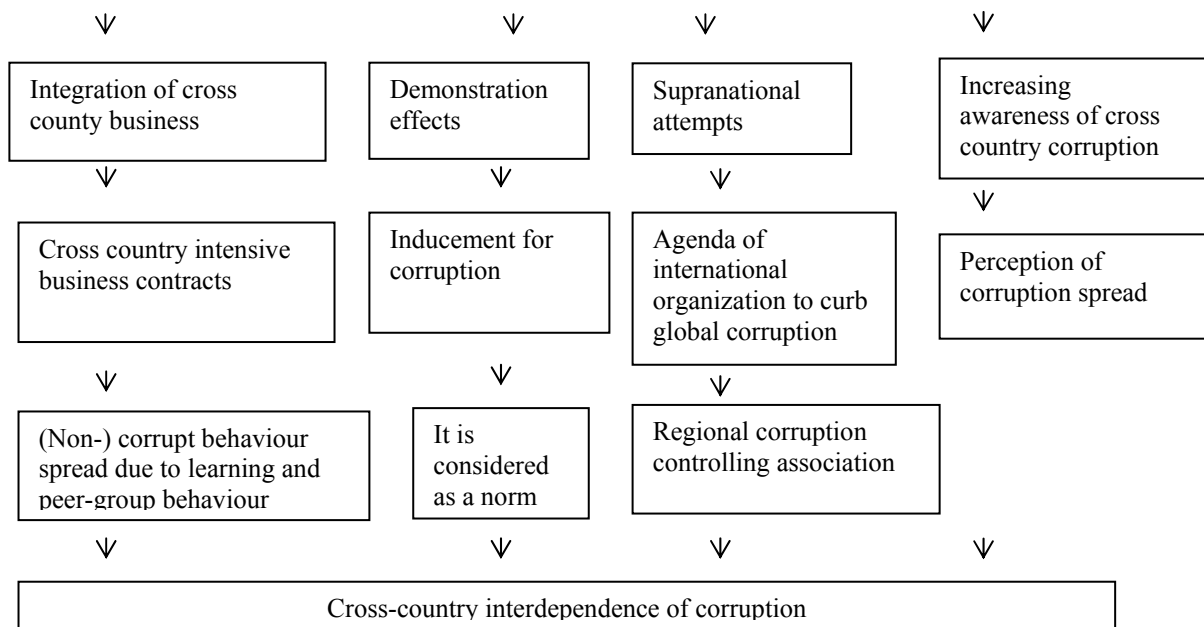 Integration of cross
county business
Demonstration
effects
Supranational
attempts
Increasing
awareness of cross
country corruption
Cross country intensive
business contracts
Inducement for
corruption
Agenda of
international
organization to curb
global corruption
Perception of
corruption spread
(Non-) corrupt behaviour
spread due to learning and
peer-group behaviour
It is
considered
as a norm
Regional corruption
controlling association
Cross-country interdependence of corruption